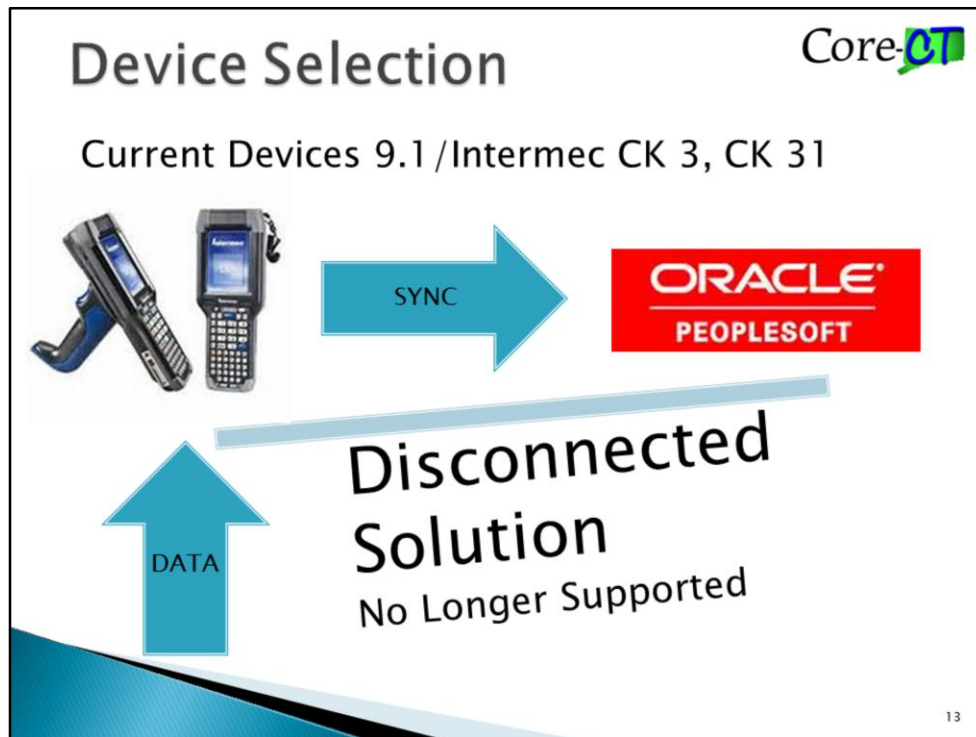 Device Selection
Core-CT
Current Devices 9.1/Intermec CK 3, CK 31
Intermec
SYNC
ORACLE
PEOPLESOFT
Disconnected
Solution
No Longer Supported
DATA
13